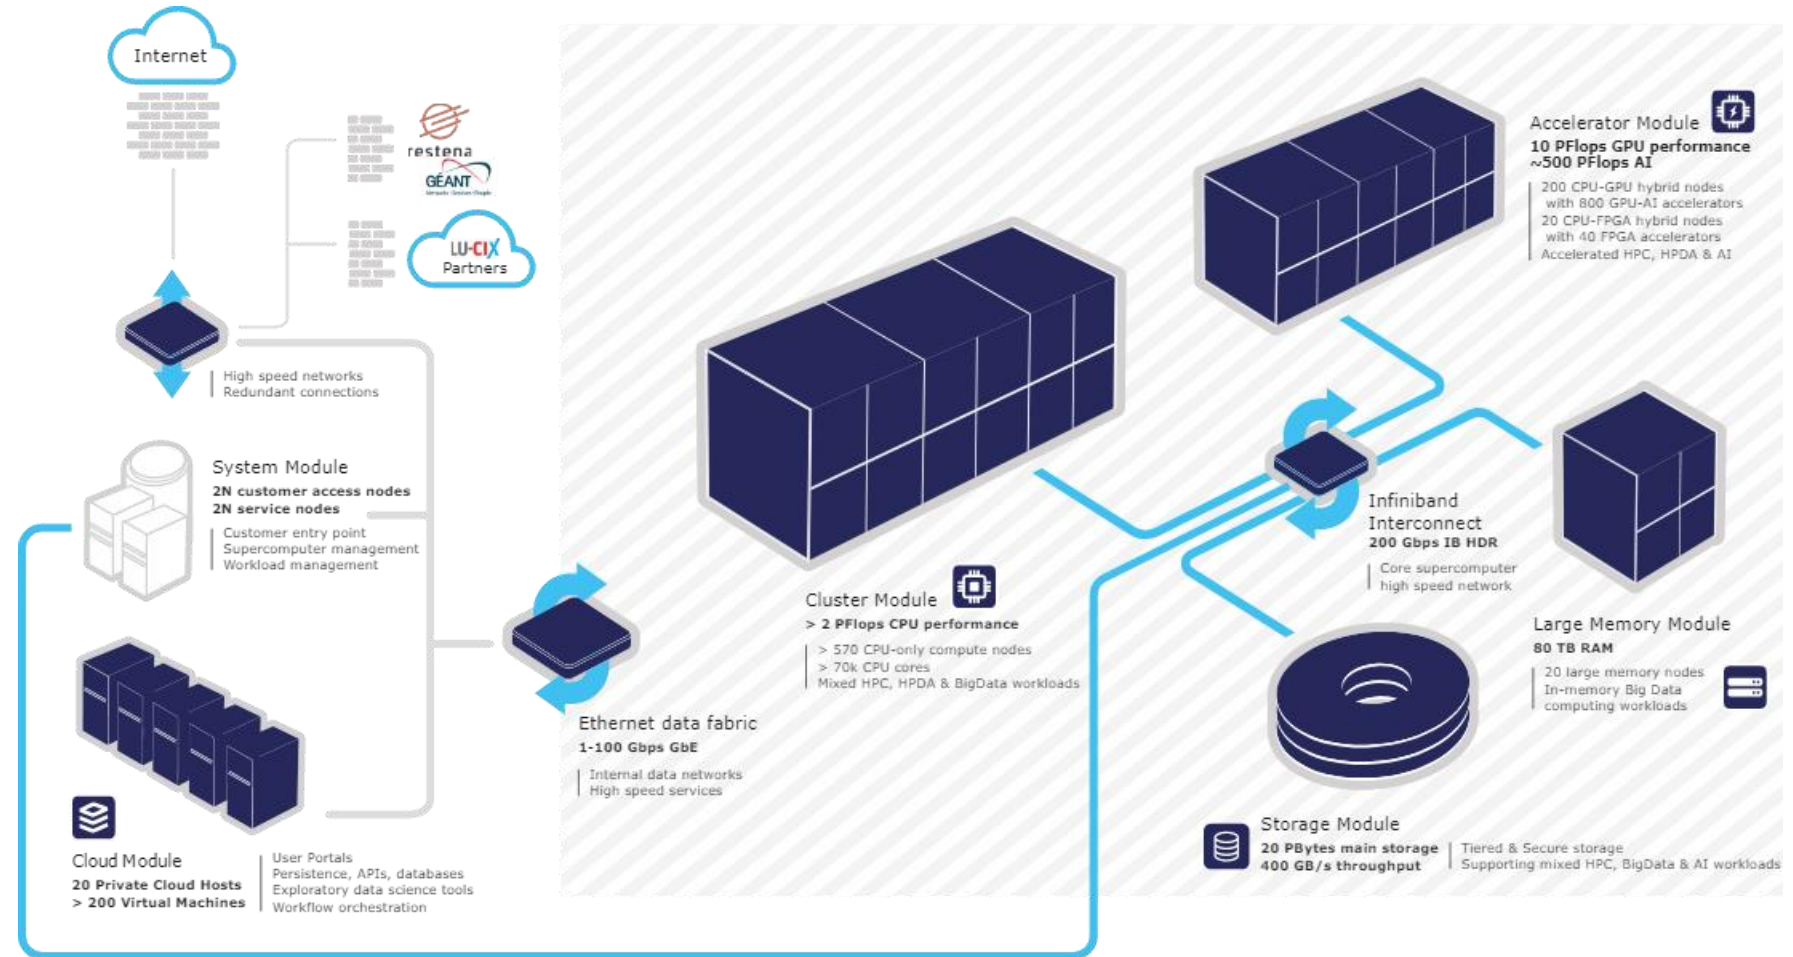 Internet
restena
GÉANT
LU-CIX
Partners
High speed networks
Redundant connections
System Module
2N customer access nodes
2N service nodes
Customer entry point
Supercomputer management
Workload management
Cloud Module
20 Private Cloud Hosts
> 200 Virtual Machines
User Portals
Persistence, APIs, databases
Exploratory data science tools
Workflow orchestration
Ethernet data fabric
1-100 Gbps GbE
Internal data networks
High speed services
Cluster Module
> 2 PFlops CPU performance
> 570 CPU-only compute nodes
> 70k CPU cores
Mixed HPC, HPDA & BigData workloads
Accelerator Module
10 PFlops GPU performance
~500 PFlops AI
200 CPU-GPU hybrid nodes
with 800 GPU-AI accelerators
20 CPU-FPGA hybrid nodes
with 40 FPGA accelerators
Accelerated HPC, HPDA & AI
Infiniband
Interconnect
200 Gbps IB HDR
Core supercomputer
high speed network
Large Memory Module
80 TB RAM
20 large memory nodes
In-memory Big Data
computing workloads
Storage Module
20 PBytes main storage
400 GB/s throughput
Tiered & Secure storage
Supporting mixed HPC, BigData & AI workloads